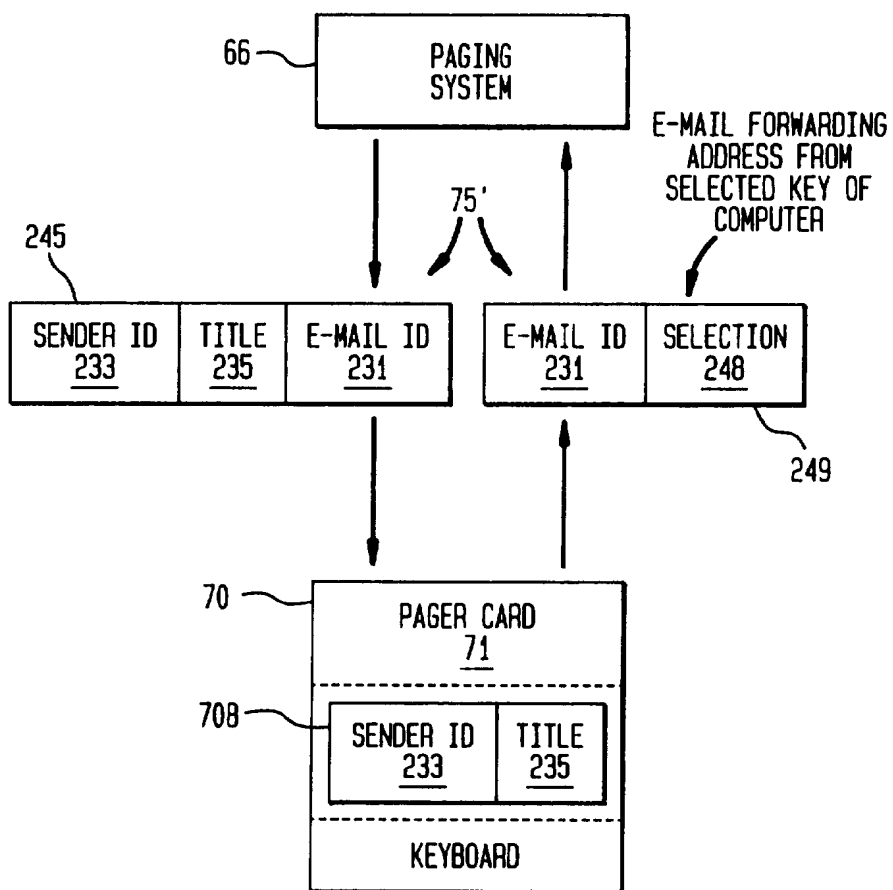 66
PAGING
SYSTEM
E-MAIL FORWARDING
ADDRESS FROM
SELECTED KEY OF
COMPUTER
75'
245
SENDER ID
233
TITLE
235
E-MAIL ID
231
E-MAIL ID
231
SELECTION
248
249
70
PAGER CARD
71
708
SENDER ID
233
TITLE
235
KEYBOARD